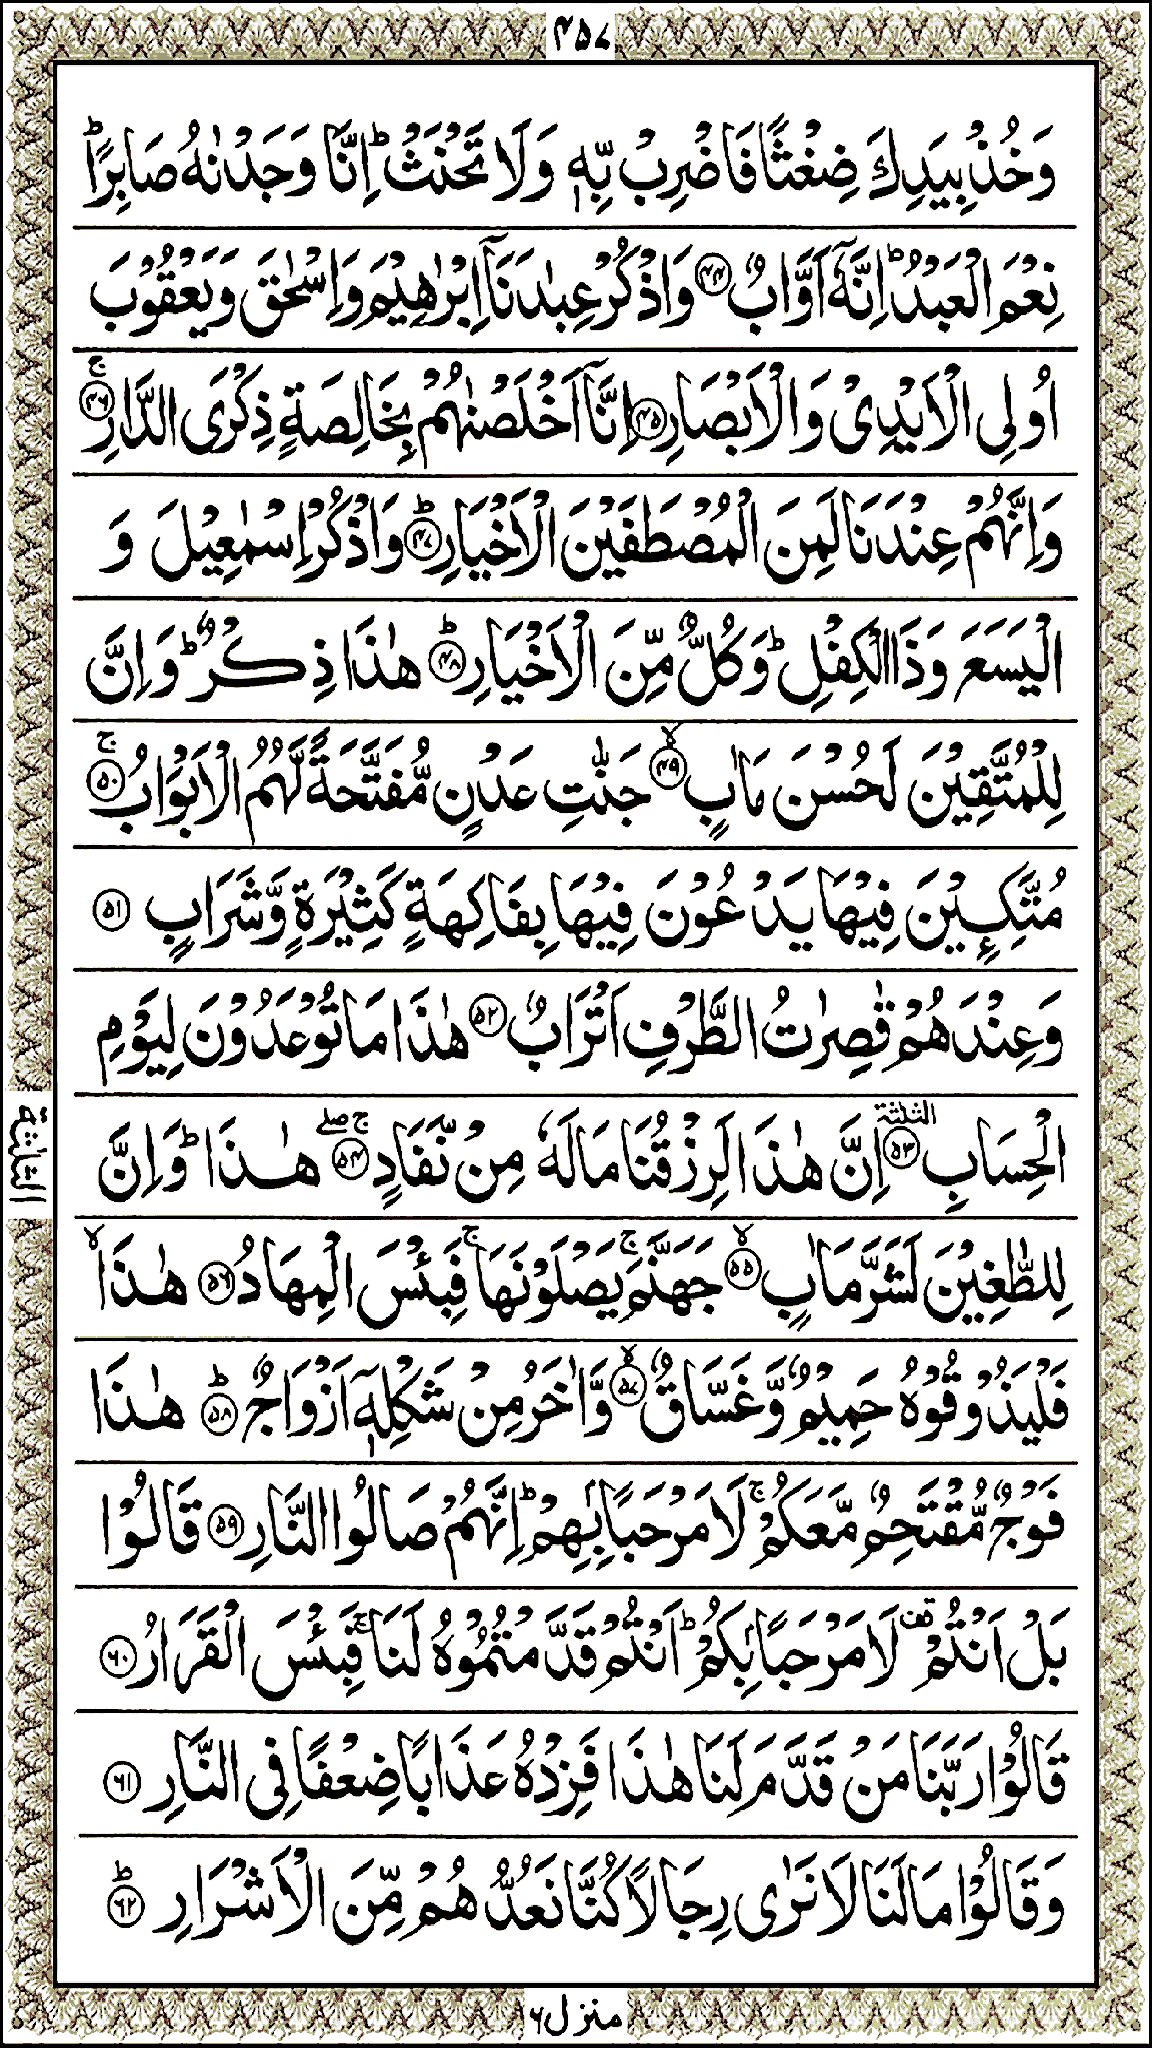 ۴۵۷
وَخُذْ بِيَدِكَ ضِغْثًا فَاضْرِبْ بِّهٖ وَلَا تَحْنَثْ ؕ اِنَّا وَجَدْنٰهُ صَابِرًا ؕ
نِعْمَ الْعَبْدُ ؕ اِنَّهٗٓ اَوَّابٌ ﴿۴۴﴾ وَاذْكُرْ عِبٰدَنَآ اِبْرٰهِيْمَ وَاِسْحٰقَ وَيَعْقُوْبَ
اُولِى الْاَيْدِىْ وَالْاَبْصَارِ ﴿۴۵﴾ اِنَّآ اَخْلَصْنٰهُمْ بِخَالِصَةٍ ذِكْرَى الدَّارِ ۚ﴿۴۶﴾
وَاِنَّهُمْ عِنْدَنَا لَمِنَ الْمُصْطَفَيْنَ الْاَخْيَارِ ؕ﴿۴۷﴾ وَاذْكُرْ اِسْمٰعِيْلَ وَ
الْيَسَعَ وَذَا الْكِفْلِ ؕ وَكُلٌّ مِّنَ الْاَخْيَارِ ؕ﴿۴۸﴾ هٰذَا ذِكْرٌ ؕ وَاِنَّ
لِلْمُتَّقِيْنَ لَحُسْنَ مَاٰبٍ ۙ﴿۴۹﴾ جَنّٰتِ عَدْنٍ مُّفَتَّحَةً لَّهُمُ الْاَبْوَابُ ۚ﴿۵۰﴾
مُتَّكِـِٕيْنَ فِيْهَا يَدْعُوْنَ فِيْهَا بِفَاكِهَةٍ كَثِيْرَةٍ وَّشَرَابٍ ﴿۵۱﴾
وَعِنْدَهُمْ قٰصِرٰتُ الطَّرْفِ اَتْرَابٌ ﴿۵۲﴾ هٰذَا مَا تُوْعَدُوْنَ لِيَوْمِ
الْحِسَابِ ﴿۵۳﴾ الثلثة اِنَّ هٰذَا لَرِزْقُنَا مَا لَهٗ مِنْ نَّفَادٍ ۚۖ﴿۵۴﴾ هٰذَا ؕ وَاِنَّ
الثلثة
لِلطّٰغِيْنَ لَشَرَّ مَاٰبٍ ۙ﴿۵۵﴾ جَهَنَّمَ ۚ يَصْلَوْنَهَا ۚ فَبِئْسَ الْمِهَادُ ﴿۵۶﴾ هٰذَا ۙ
فَلْيَذُوْقُوْهُ حَمِيْمٌ وَّغَسَّاقٌ ۙ﴿۵۷﴾ وَّاٰخَرُ مِنْ شَكْلِهٖٓ اَزْوَاجٌ ؕ﴿۵۸﴾ هٰذَا
فَوْجٌ مُّقْتَحِمٌ مَّعَكُمْ ۚ لَا مَرْحَبًاۢ بِهِمْ ؕ اِنَّهُمْ صَالُوا النَّارِ ﴿۵۹﴾ قَالُوْا
بَلْ اَنْتُمْ ۫ لَا مَرْحَبًاۢ بِكُمْ ؕ اَنْتُمْ قَدَّمْتُمُوْهُ لَنَا ۚ فَبِئْسَ الْقَرَارُ ﴿۶۰﴾
قَالُوْا رَبَّنَا مَنْ قَدَّمَ لَنَا هٰذَا فَزِدْهُ عَذَابًا ضِعْفًا فِى النَّارِ ﴿۶۱﴾
وَقَالُوْا مَا لَنَا لَا نَرٰى رِجَالًا كُنَّا نَعُدُّهُمْ مِّنَ الْاَشْرَارِ ؕ﴿۶۲﴾
منزل ۶